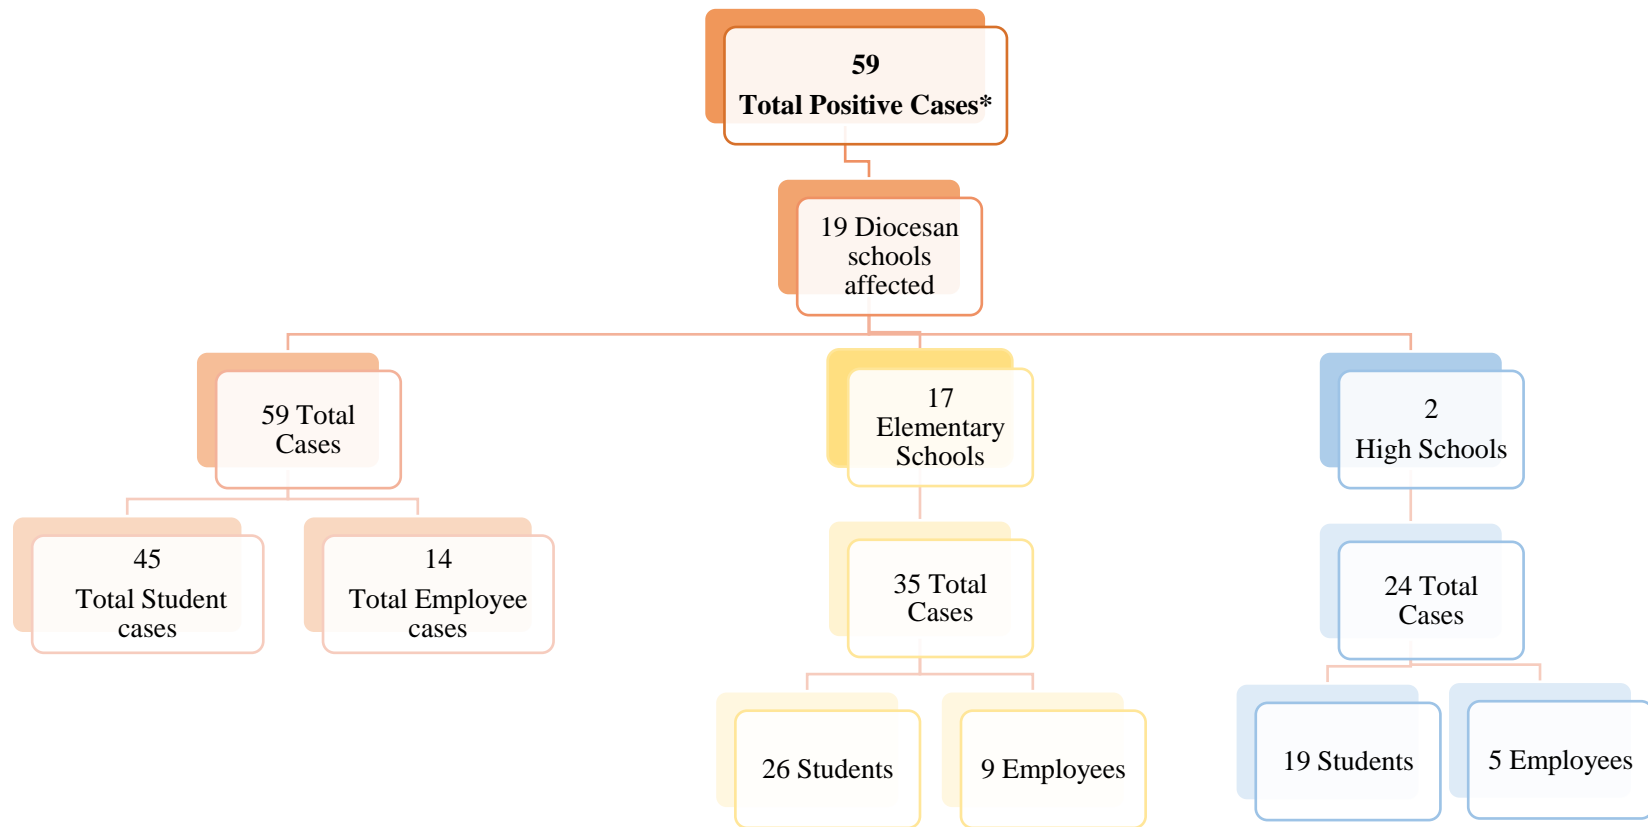 59
Total Positive Cases*
19 Diocesan
schools
affected
59 Total
Cases
17
Elementary
Schools
2
High Schools
45
Total Student
cases
14
Total Employee
cases
35 Total
Cases
24 Total
Cases
26 Students
9 Employees
19 Students
5 Employees